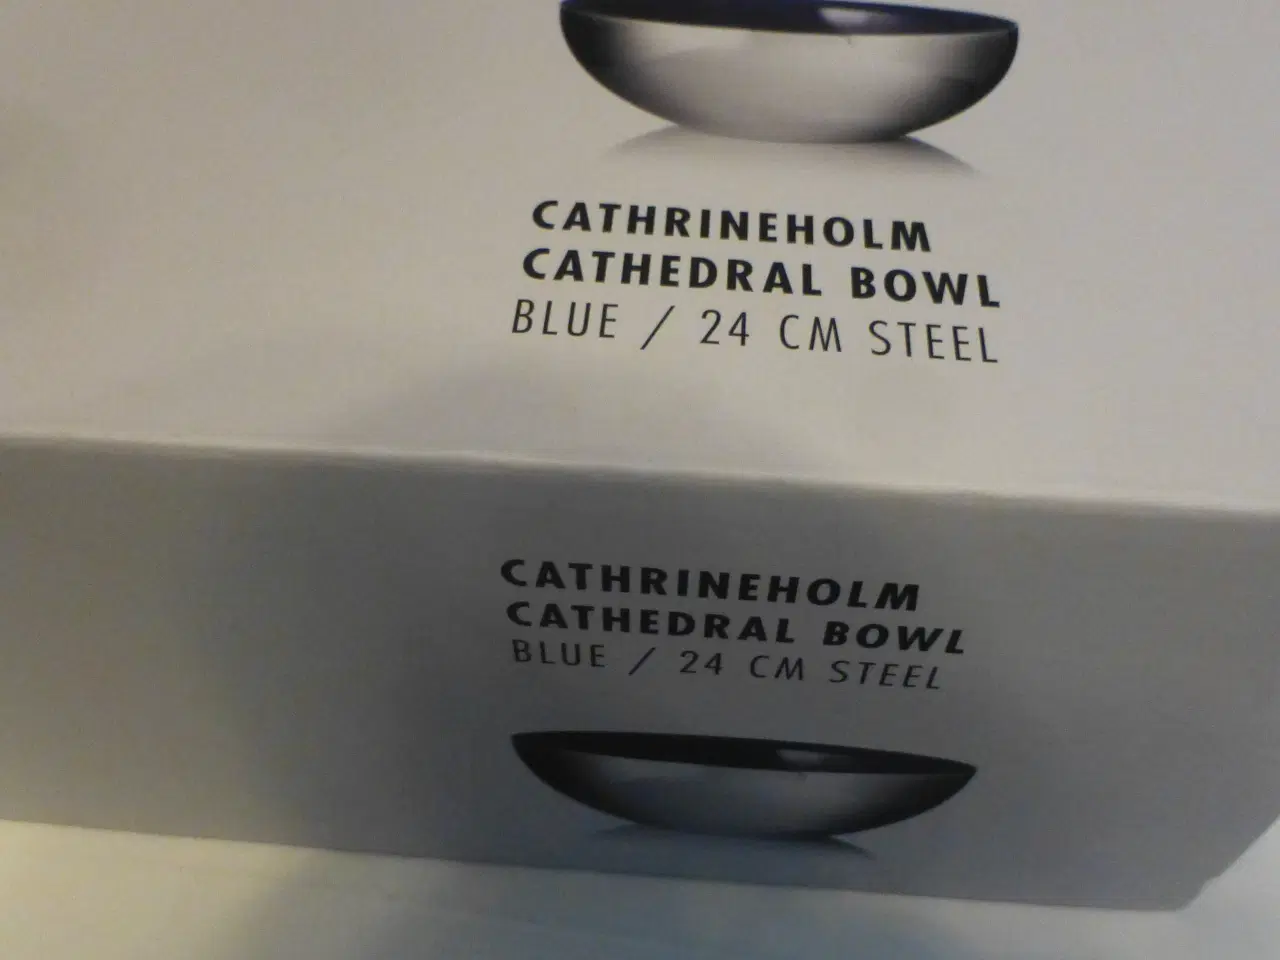 CATHRINEHOLM
CATHEDRAL BOWL
BLUE / 24 CM STEEL
CATHRINEHOLM
CATHEDRAL BOWL
BLUE / 24 CM STEEL